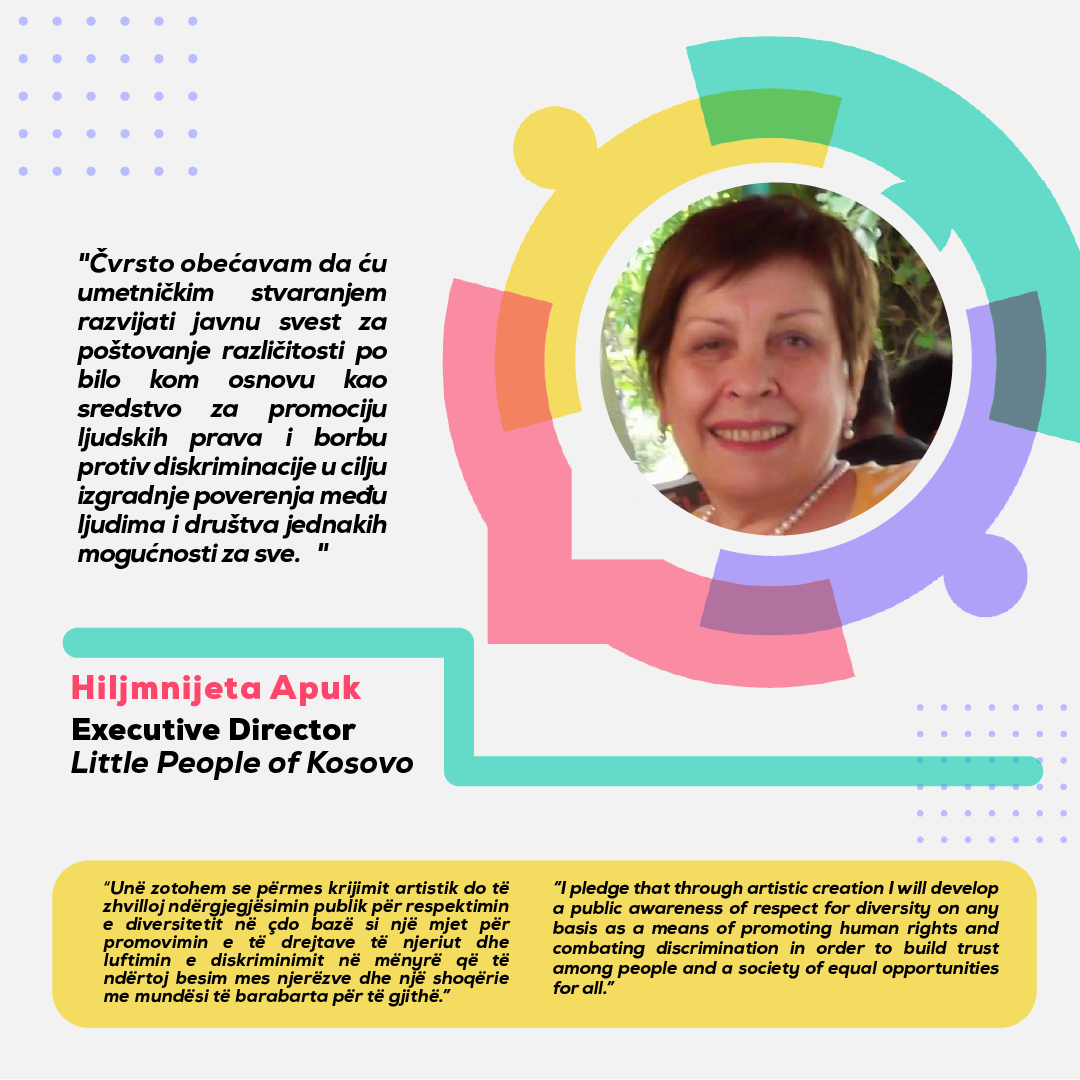 "Čvrsto obećavam da ću
umetničkim stvaranjem
razvijati javnu svest za
poštovanje različitosti po
bilo kom osnovu kao
sredstvo za promociju
ljudskih prava i borbu
protiv diskriminacije u cilju
izgradnje poverenja među
ljudima i društva jednakih
mogućnosti za sve. "
Hiljmnijeta Apuk
Executive Director
Little People of Kosovo
“Unë zotohem se përmes krijimit artistik do të
zhvilloj ndërgjegjësimin publik për respektimin
e diversitetit në çdo bazë si një mjet për
promovimin e të drejtave të njeriut dhe
luftimin e diskriminimit në mënyrë që të
ndërtoj besim mes njerëzve dhe një shoqërie
me mundësi të barabarta për të gjithë.”
“I pledge that through artistic creation I will develop
a public awareness of respect for diversity on any
basis as a means of promoting human rights and
combating discrimination in order to build trust
among people and a society of equal opportunities
for all.”